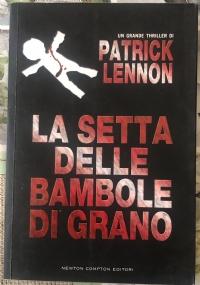 UN GRANDE THRILLER DI
PATRICK
LENNON
LA SETTA
DELLE
BAMBOLE
DI GRANO
NEWTON COMPTON EDITORI